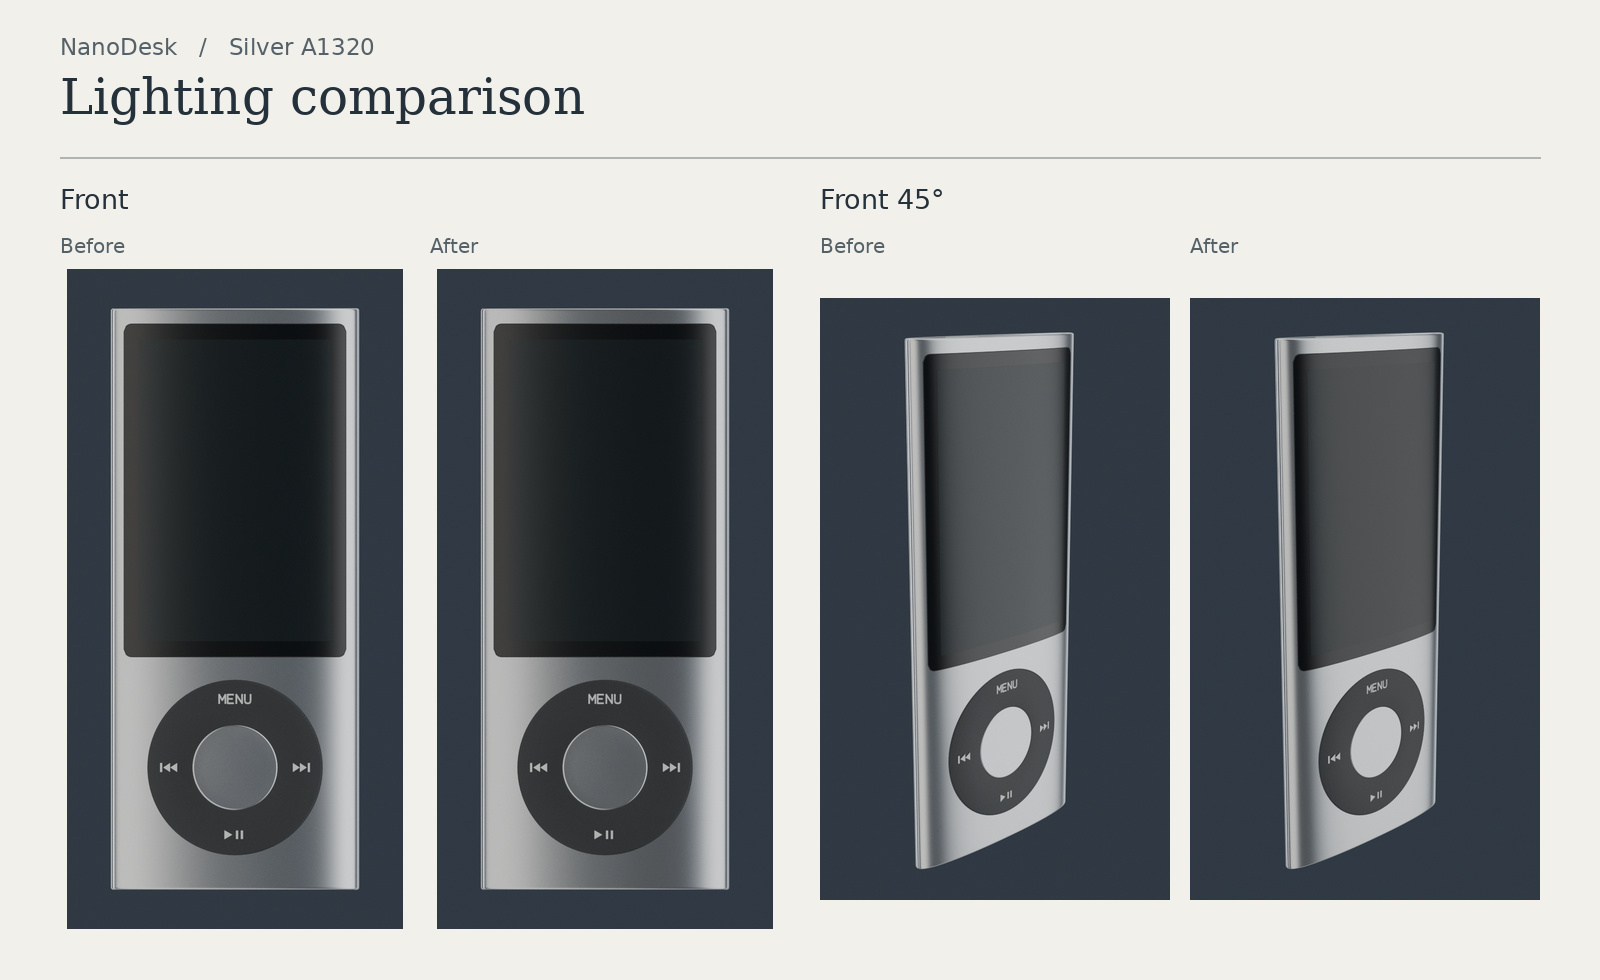 NanoDesk / Silver A1320
Lighting comparison
Front
Before
After
MENU
MENU
Front 45°
Before
After
MENU
MENU